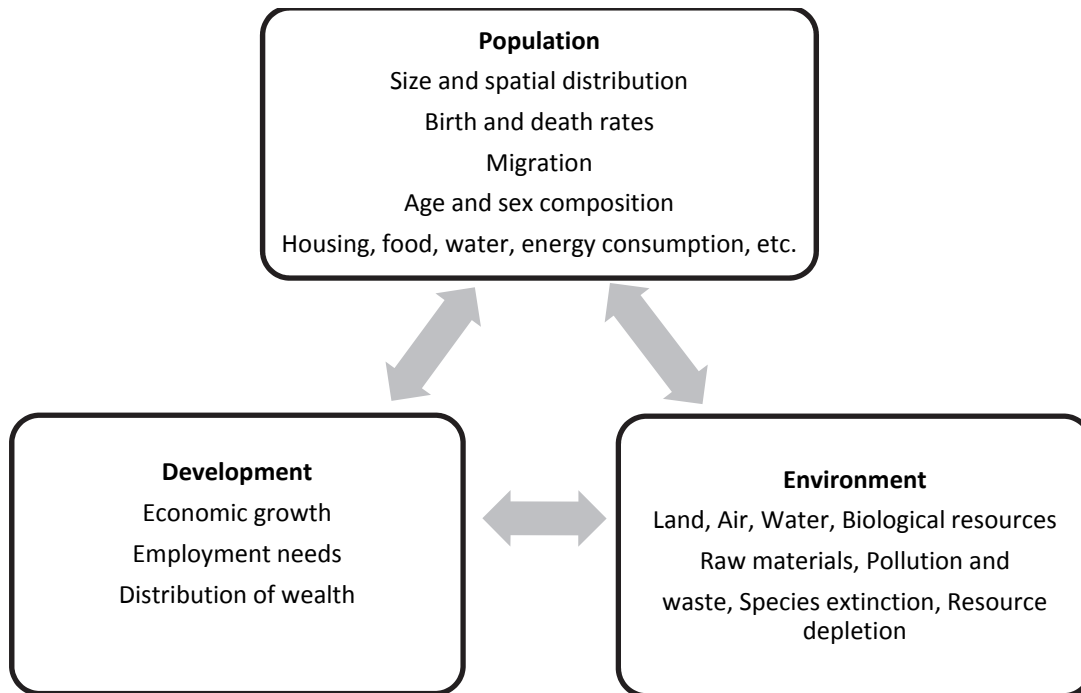 Population
Size and spatial distribution
Birth and death rates
Migration
Age and sex composition
Housing, food, water, energy consumption, etc.
Development
Economic growth
Employment needs
Distribution of wealth
Environment
Land, Air, Water, Biological resources
Raw materials, Pollution and
waste, Species extinction, Resource
depletion